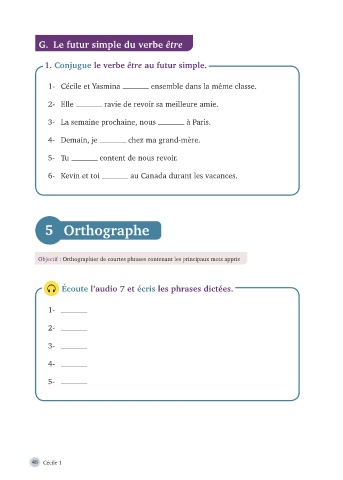 G. Le futur simple du verbe être
1. Conjugue le verbe être au futur simple.
1- Cécile et Yasmina ______ ensemble dans la même classe.
2- Elle ______ ravie de revoir sa meilleure amie.
3- La semaine prochaine, nous ______ à Paris.
4- Demain, je ______ chez ma grand-mère.
5- Tu ______ content de nous revoir.
6- Kevin et toi ______ au Canada durant les vacances.
5 Orthographe
Objectif : Orthographier de courtes phrases contenant les principaux mots appris
Écoute l'audio 7 et écris les phrases dictées.
1- ______
2- ______
3- ______
4- ______
5- ______
48 Cécile 1